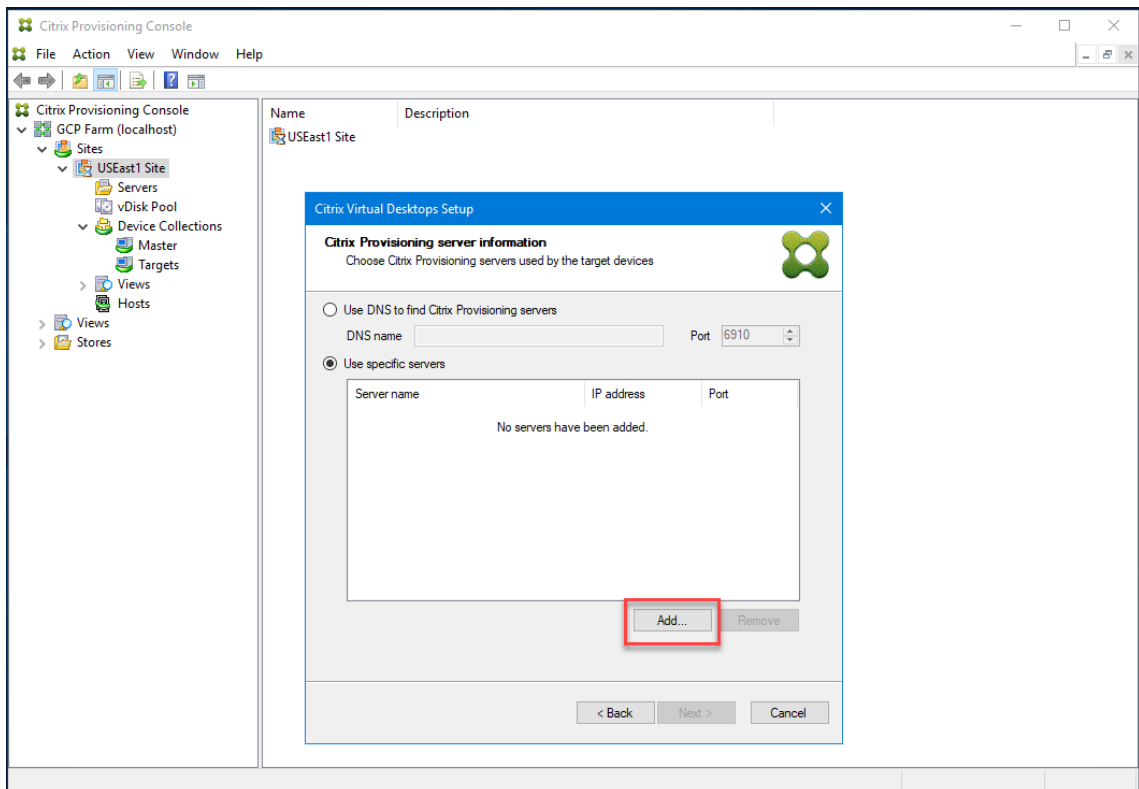 Citrix Provisioning Console
File Action View Window Help
Citrix Provisioning Console
GCP Farm (localhost)
Sites
USEast1 Site
Servers
vDisk Pool
Device Collections
Master
Targets
Views
Hosts
Views
Stores
Name Description
USEast1 Site
Citrix Virtual Desktops Setup
Citrix Provisioning server information
Choose Citrix Provisioning servers used by the target devices
Use DNS to find Citrix Provisioning servers
DNS name Port 6910
Use specific servers
Server name IP address Port
No servers have been added.
Add... Remove
< Back Next > Cancel